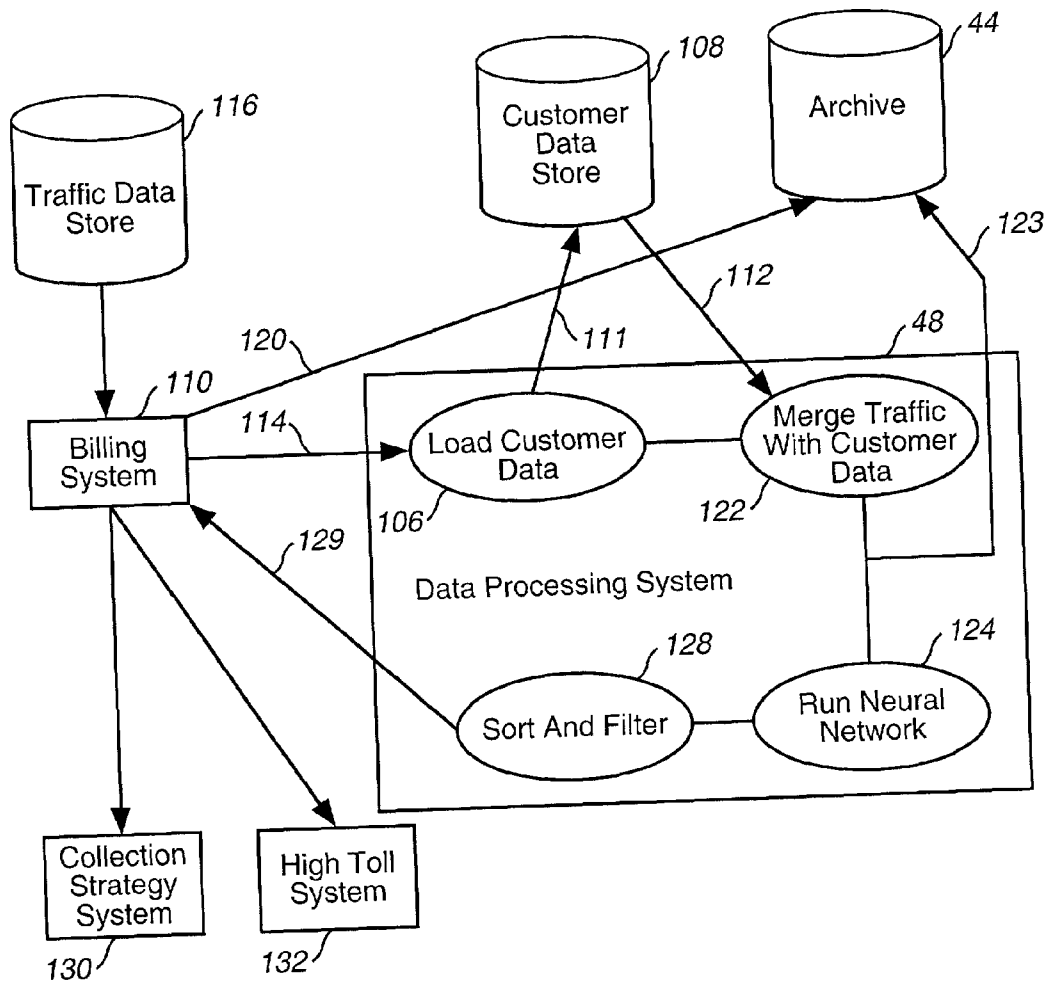 44
108
116
Archive
Customer
Data
Store
Traffic Data
Store
123
112
111
120
48
110
114
Billing
System
Load Customer
Data
Merge Traffic
With Customer
Data
106
122
129
Data Processing System
128
124
Sort And Filter
Run Neural
Network
Collection
Strategy
System
High Toll
System
130
132